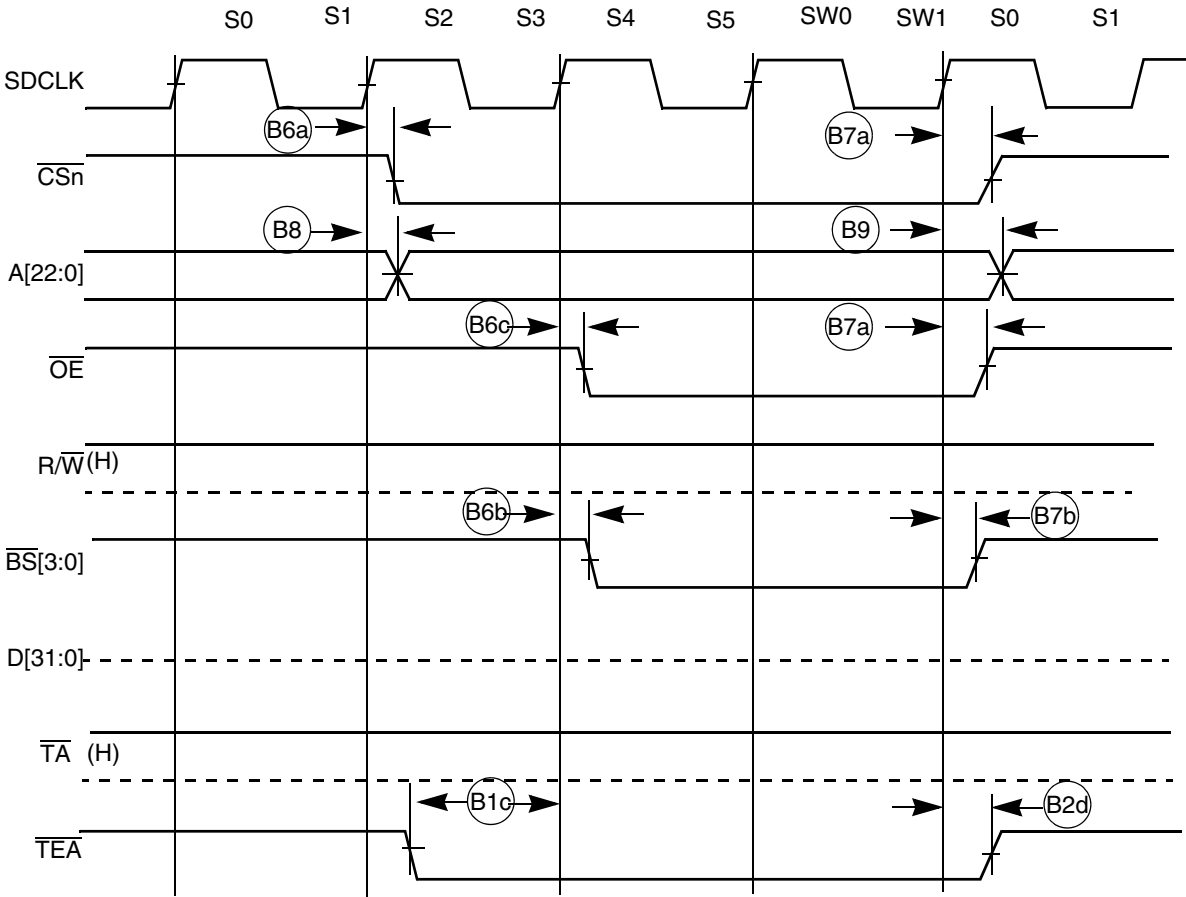 S0 S1 S2 S3 S4 S5 SW0 SW1 S0 S1
SDCLK
B6a B7a
CSn
B8 B9
A[22:0]
B6c B7a
OE
R/W (H)
B6b B7b
BS[3:0]
D[31:0]
TA (H)
B1c B2d
TEA